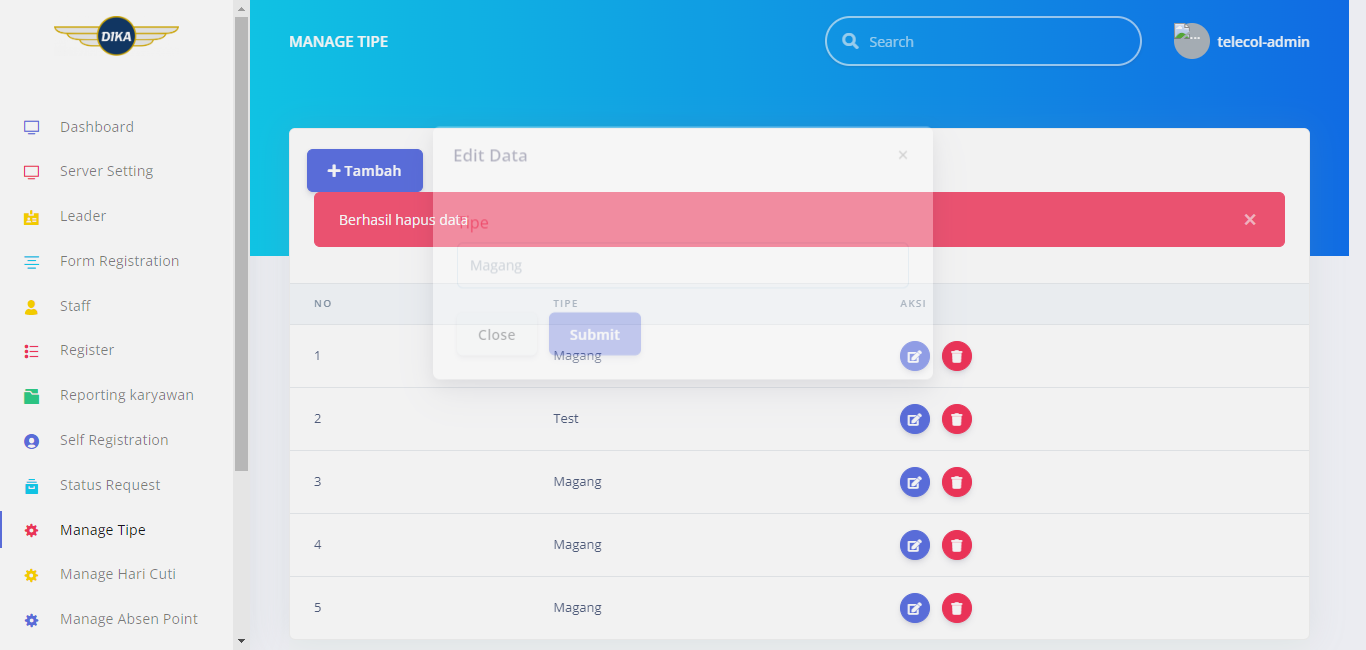 DIKA
MANAGE TIPE
Search
telecol-admin
Dashboard
Server Setting
Leader
Form Registration
Staff
Register
Reporting karyawan
Self Registration
Status Request
Manage Tipe
Manage Hari Cuti
Manage Absen Point
Tambah
Edit Data
×
Berhasil hapus data
Tipe
×
Magang
NO TIPE AKSI
Close Submit
1 Magang
2 Test
3 Magang
4 Magang
5 Magang